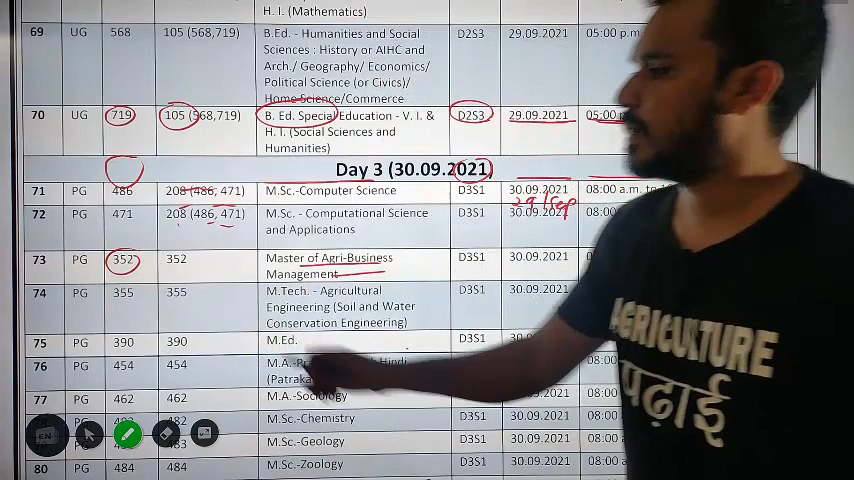 H. I. (Mathematics)
69 UG 568 105 (568,719) B.Ed. - Humanities and Social D2S3 29.09.2021 05:00 p.m
Sciences : History or AIHC and
Arch./ Geography/ Economics/
Political Science (or Civics)/
Home Science/Commerce
70 UG 719 105 (568,719) B. Ed. Special Education - V. I. & D2S3 29.09.2021 05:00 p
H. I. (Social Sciences and
Humanities)
Day 3 (30.09.2021)
71 PG 486 208 (486, 471) M.Sc.-Computer Science D3S1 30.09.2021 08:00 a.m. to
29/Sep
72 PG 471 208 (486, 471) M.Sc. - Computational Science D3S1 30.09.2021 08:00
and Applications
73 PG 352 352 Master of Agri-Business D3S1 30.09.2021
Management
74 PG 355 355 M.Tech. - Agricultural D3S1 30.09.2021
Engineering (Soil and Water
Conservation Engineering)
75 PG 390 390 M.Ed. D3S1
76 PG 454 454 M.A.- Hindi 08:00
77 PG 462 462 M.A.-Sociology D3S1 30.09.2021 08:00
PG 482 M.Sc.-Chemistry D3S1 30.09.2021 08:00
PG 483 M.Sc.-Geology D3S1 30.09.2021 08:00
80 PG 484 484 M.Sc.-Zoology D3S1 30.09.2021 08:00 a
EN
AGRICULTURE
पढ़ाई